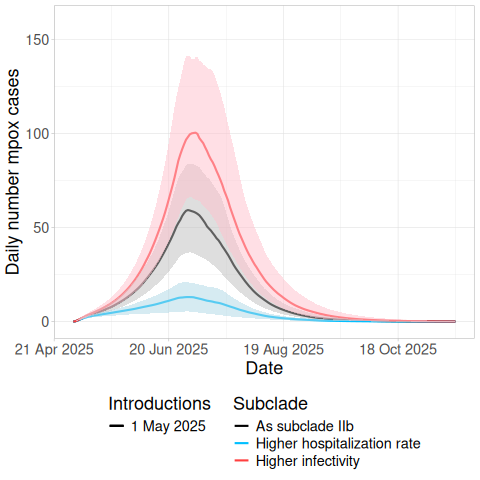 Daily number mpox cases
150
100
50
0
21 Apr 2025 20 Jun 2025 19 Aug 2025 18 Oct 2025
Date
Introductions Subclade
1 May 2025 As subclade IIb
Higher hospitalization rate
Higher infectivity